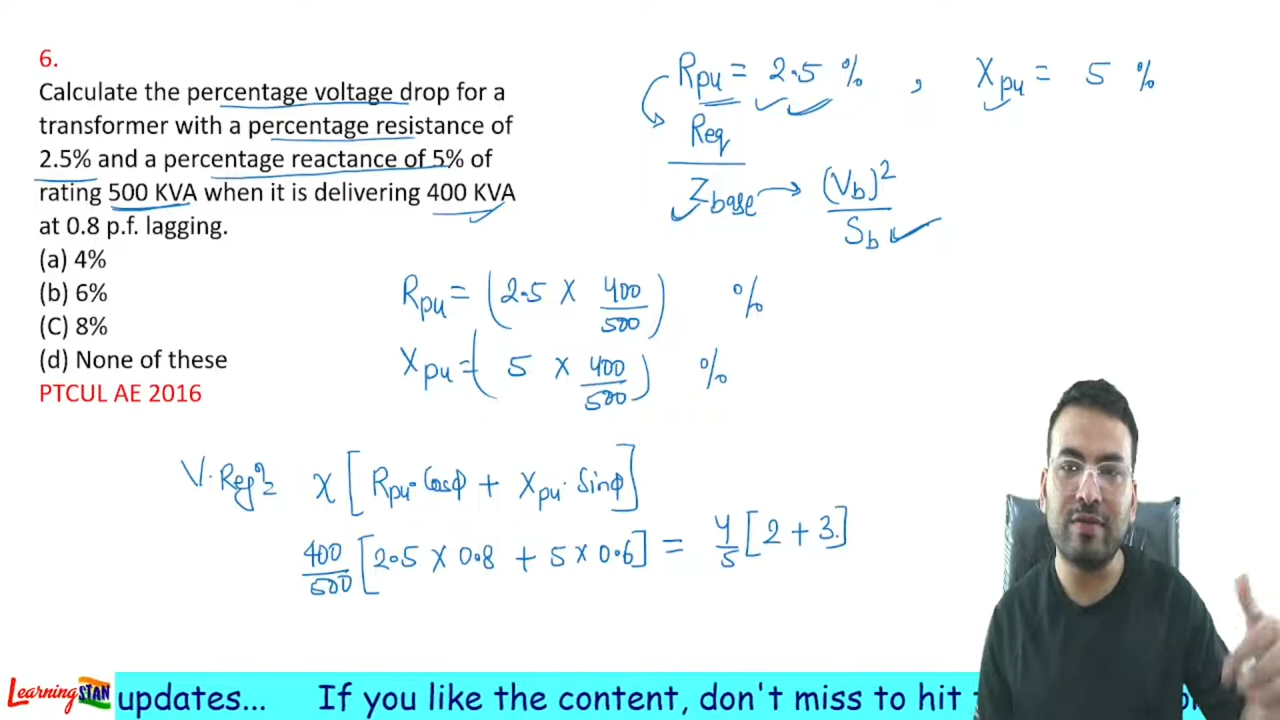 6.
Calculate the percentage voltage drop for a
transformer with a percentage resistance of
2.5% and a percentage reactance of 5% of
rating 500 KVA when it is delivering 400 KVA
at 0.8 p.f. lagging.
(a) 4%
(b) 6%
(C) 8%
(d) None of these
PTCUL AE 2016
Rpu = 2.5 % , Xpu = 5 %
Req
Zbase → (Vb)²
Sb
Rpu = (2.5 × 400/500) %
Xpu = (5 × 400/500) %
V.Reg⁰n x [Rpu·Cosφ + Xpu·Sinφ]
400/500 [2.5 × 0.8 + 5 × 0.6] = 4/5 [2 + 3.]
LearningSTAN
updates... If you like the content, don't miss to hit